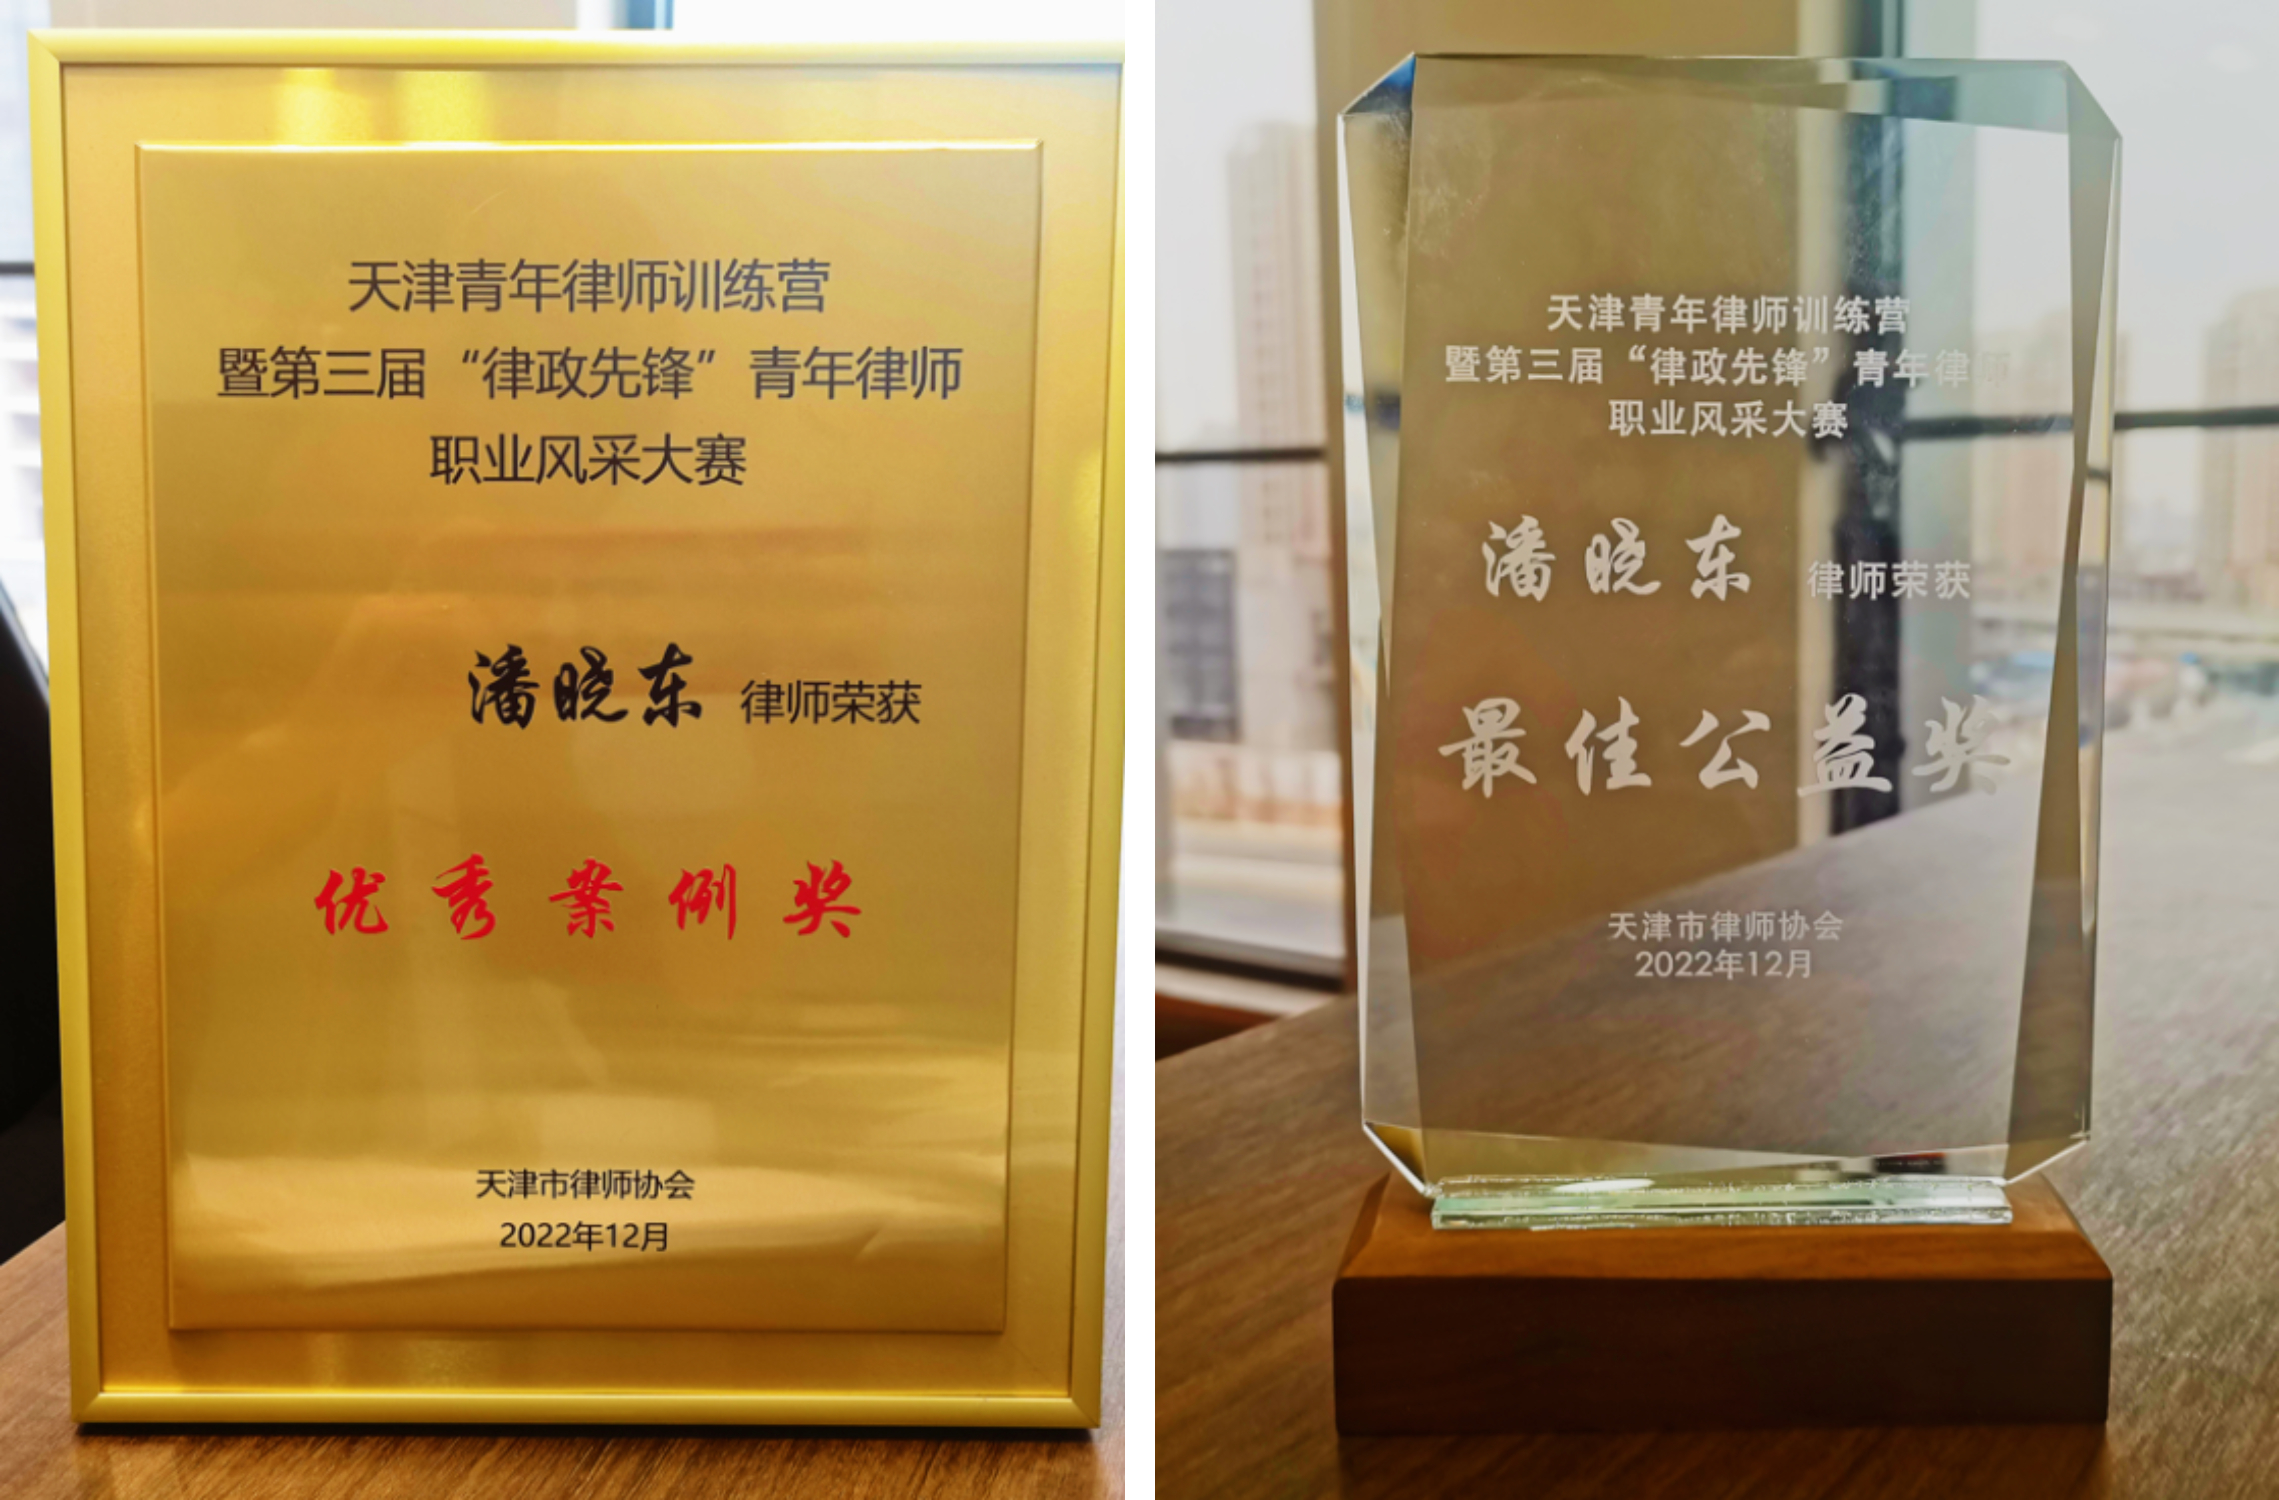 天津青年律师训练营
暨第三届“律政先锋”青年律师
职业风采大赛
潘晓东 律师荣获
优秀案例奖
天津市律师协会
2022年12月
天津青年律师训练营
暨第三届“律政先锋”青年律师
职业风采大赛
潘晓东 律师荣获
最佳公益奖
天津市律师协会
2022年12月